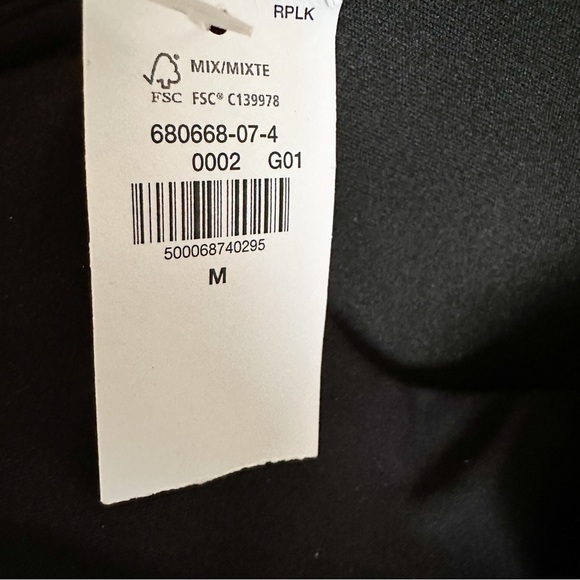 RPLK
MIX/MIXTE
FSC FSC® C139978
680668-07-4
0002 G01
500068740295
M